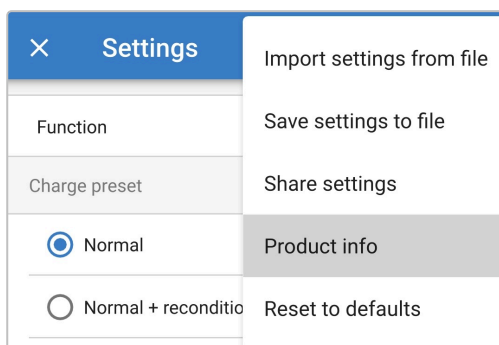 Settings
Import settings from file
Function
Save settings to file
Charge preset
Share settings
Normal
Product info
Normal + reconditio
Reset to defaults